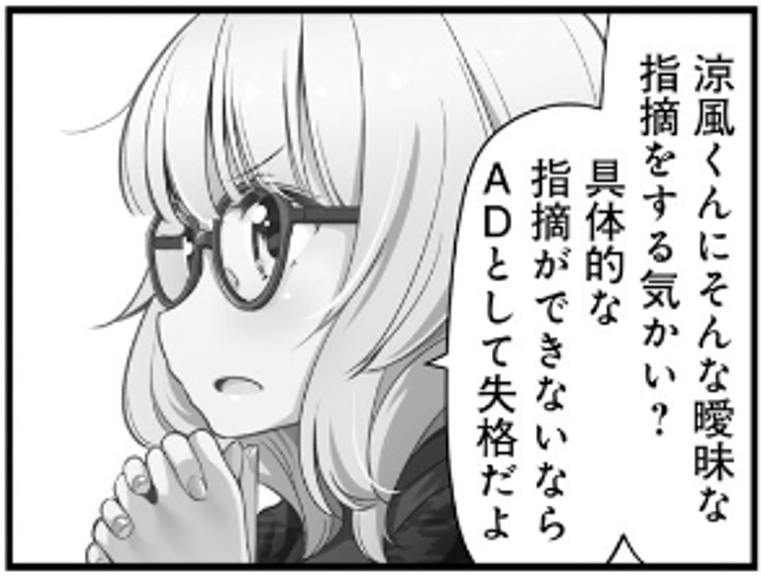 涼風くんにそんな曖昧な
指摘をする気かい？
具体的な
指摘ができないなら
ADとして失格だよ